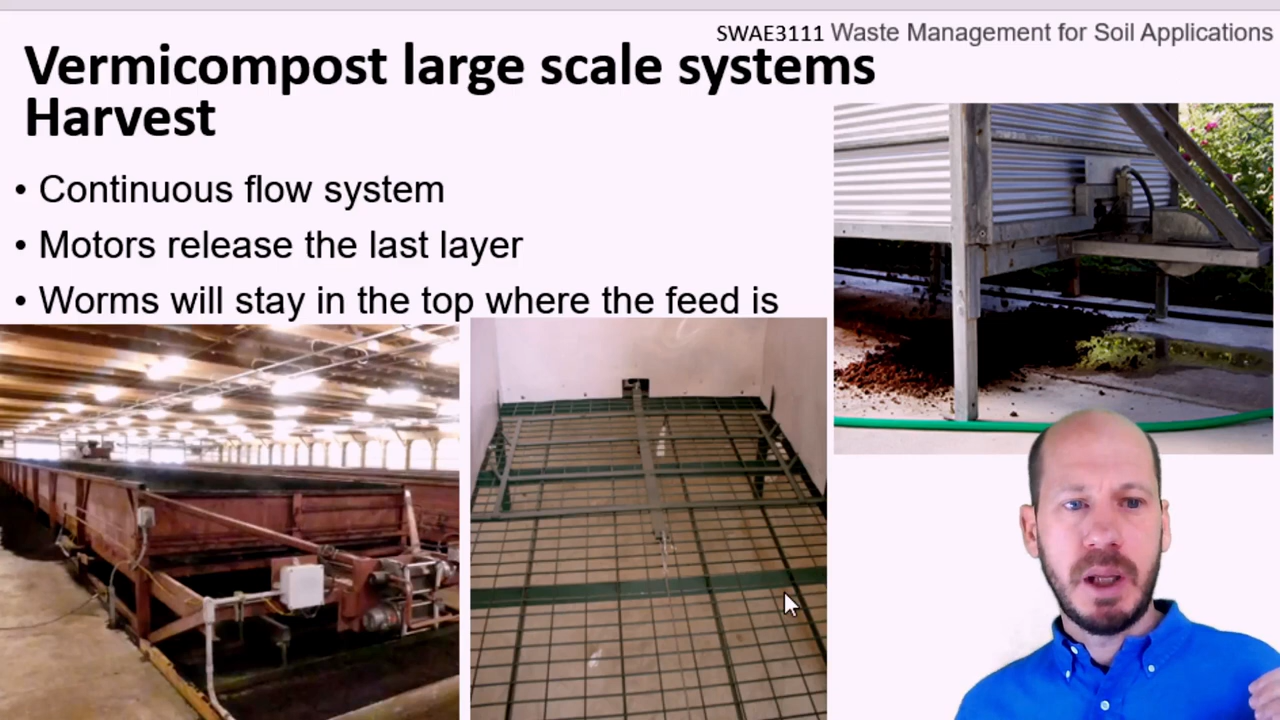 SWAE3111 Waste Management for Soil Applications
Vermicompost large scale systems
Harvest
• Continuous flow system
• Motors release the last layer
• Worms will stay in the top where the feed is